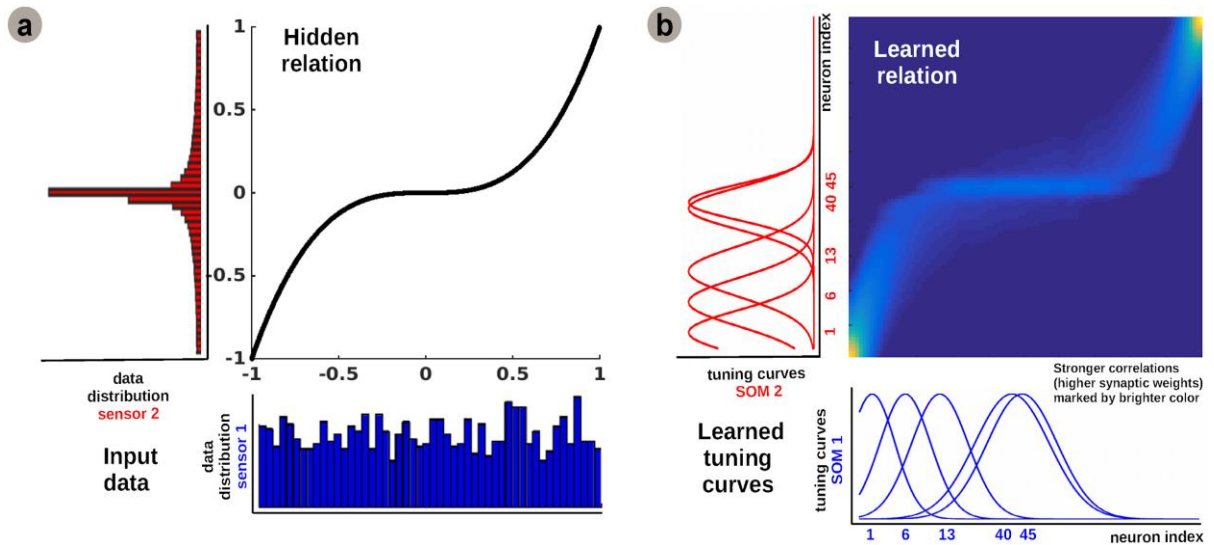 a
Hidden
relation
1
0.5
0
-0.5
-1
-1
-0.5
0
0.5
1
data
distribution
sensor 2
Input
data
data
distribution
sensor 1
b
neuron index
45
40
13
6
1
Learned
relation
tuning curves
SOM 2
Stronger correlations
(higher synaptic weights)
marked by brighter color
Learned
tuning
curves
tuning curves
SOM 1
1
6
13
40
45
neuron index